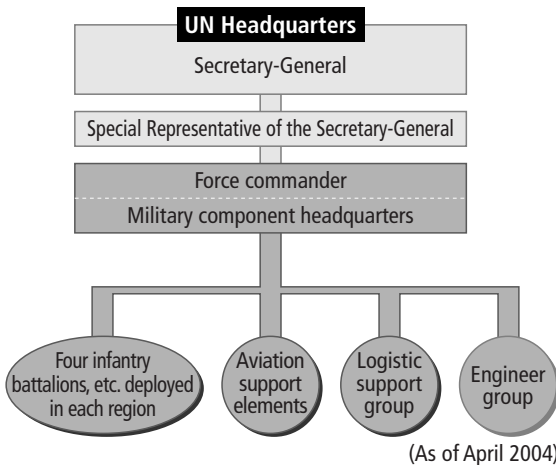 UN Headquarters
Secretary-General
Special Representative of the Secretary-General
Force commander
Military component headquarters
Four infantry
battalions, etc. deployed
in each region
Aviation
support
elements
Logistic
support
group
Engineer
group
(As of April 2004)